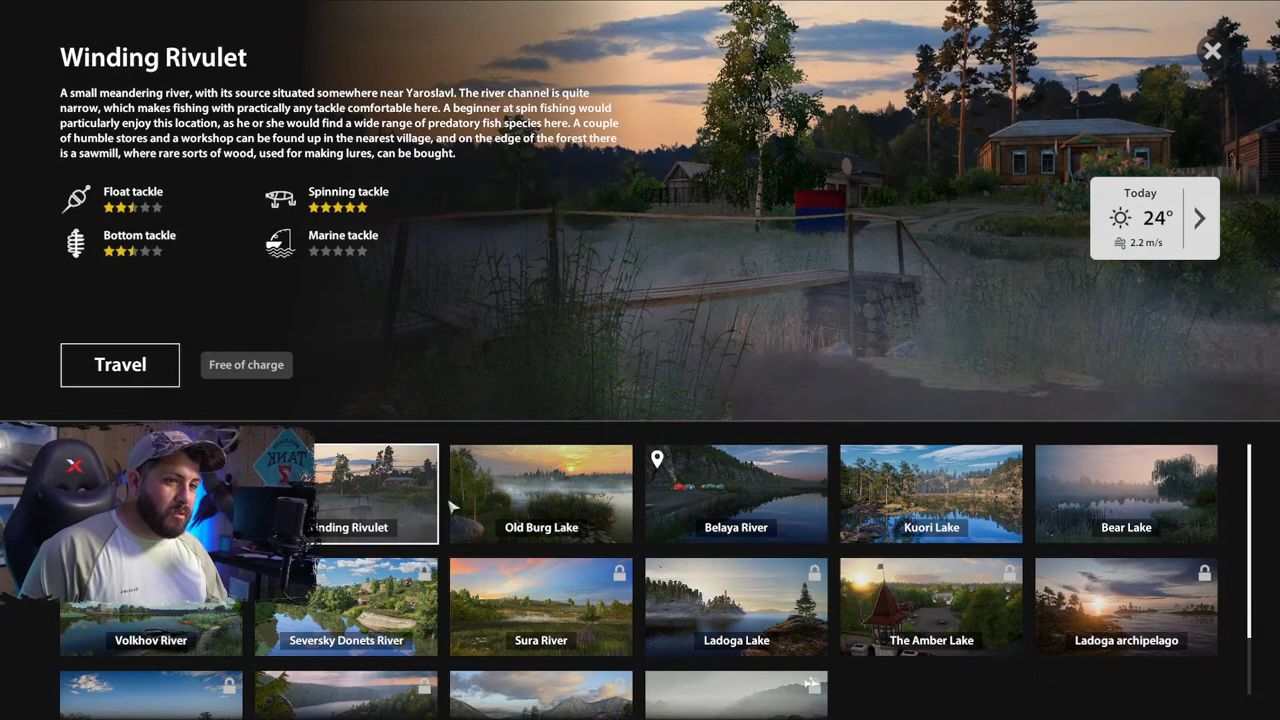 Winding Rivulet
A small meandering river, with its source situated somewhere near Yaroslavl. The river channel is quite
narrow, which makes fishing with practically any tackle comfortable here. A beginner at spin fishing would
particularly enjoy this location, as he or she would find a wide range of predatory fish species here. A couple
of humble stores and a workshop can be found up in the nearest village, and on the edge of the forest there
is a sawmill, where rare sorts of wood, used for making lures, can be bought.
Float tackle
Spinning tackle
Bottom tackle
Marine tackle
Today
24°
2.2 m/s
Travel
Free of charge
TANK
2
X
nding Rivulet
Old Burg Lake
Belaya River
Kuori Lake
Bear Lake
Volkhov River
Seversky Donets River
Sura River
Ladoga Lake
The Amber Lake
Ladoga archipelago